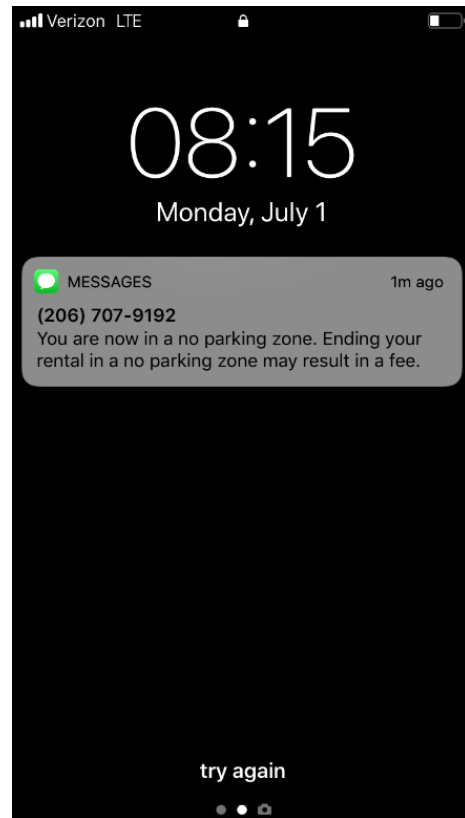 Verizon LTE
08:15
Monday, July 1
MESSAGES 1m ago
(206) 707-9192
You are now in a no parking zone. Ending your
rental in a no parking zone may result in a fee.
try again